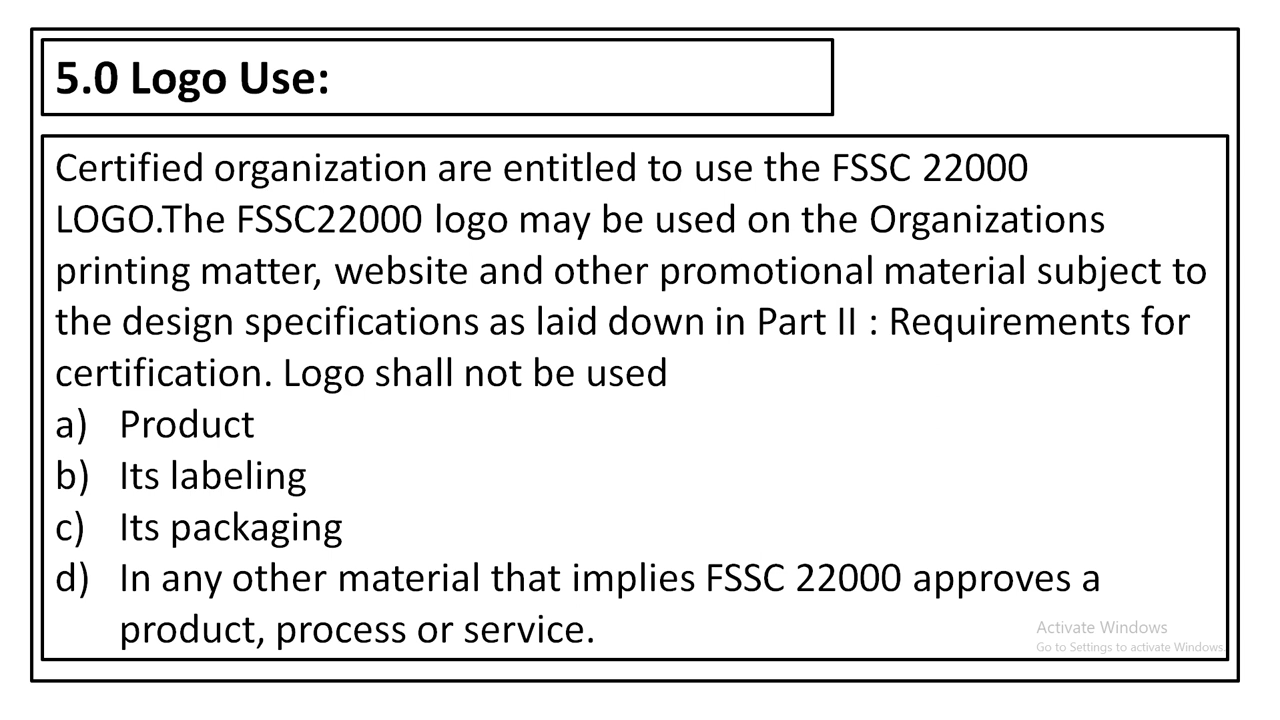 5.0 Logo Use:
Certified organization are entitled to use the FSSC 22000
LOGO.The FSSC22000 logo may be used on the Organizations
printing matter, website and other promotional material subject to
the design specifications as laid down in Part II : Requirements for
certification. Logo shall not be used
a) Product
b) Its labeling
c) Its packaging
d) In any other material that implies FSSC 22000 approves a
product, process or service.
Activate Windows
Go to Settings to activate Windows.